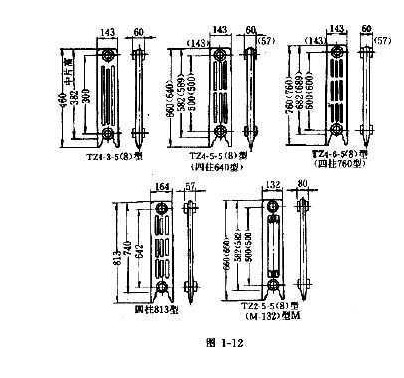 143
60
中片高
460
382
300
TZ4-3-5(8)型
143
(143)
60
(57)
660(640)
582(569)
500(500)
TZ4-5-5(8)型
(四柱640型)
143
(143)
60
(57)
760(760)
682(689)
600(600)
TZ4-6-5(8)型
(四柱760型)
164
57
813
740
642
四柱813型
132
80
660(600)
582(582)
500(500)
TZ2-5-5(8)型
(M-132)型M
图 1-12